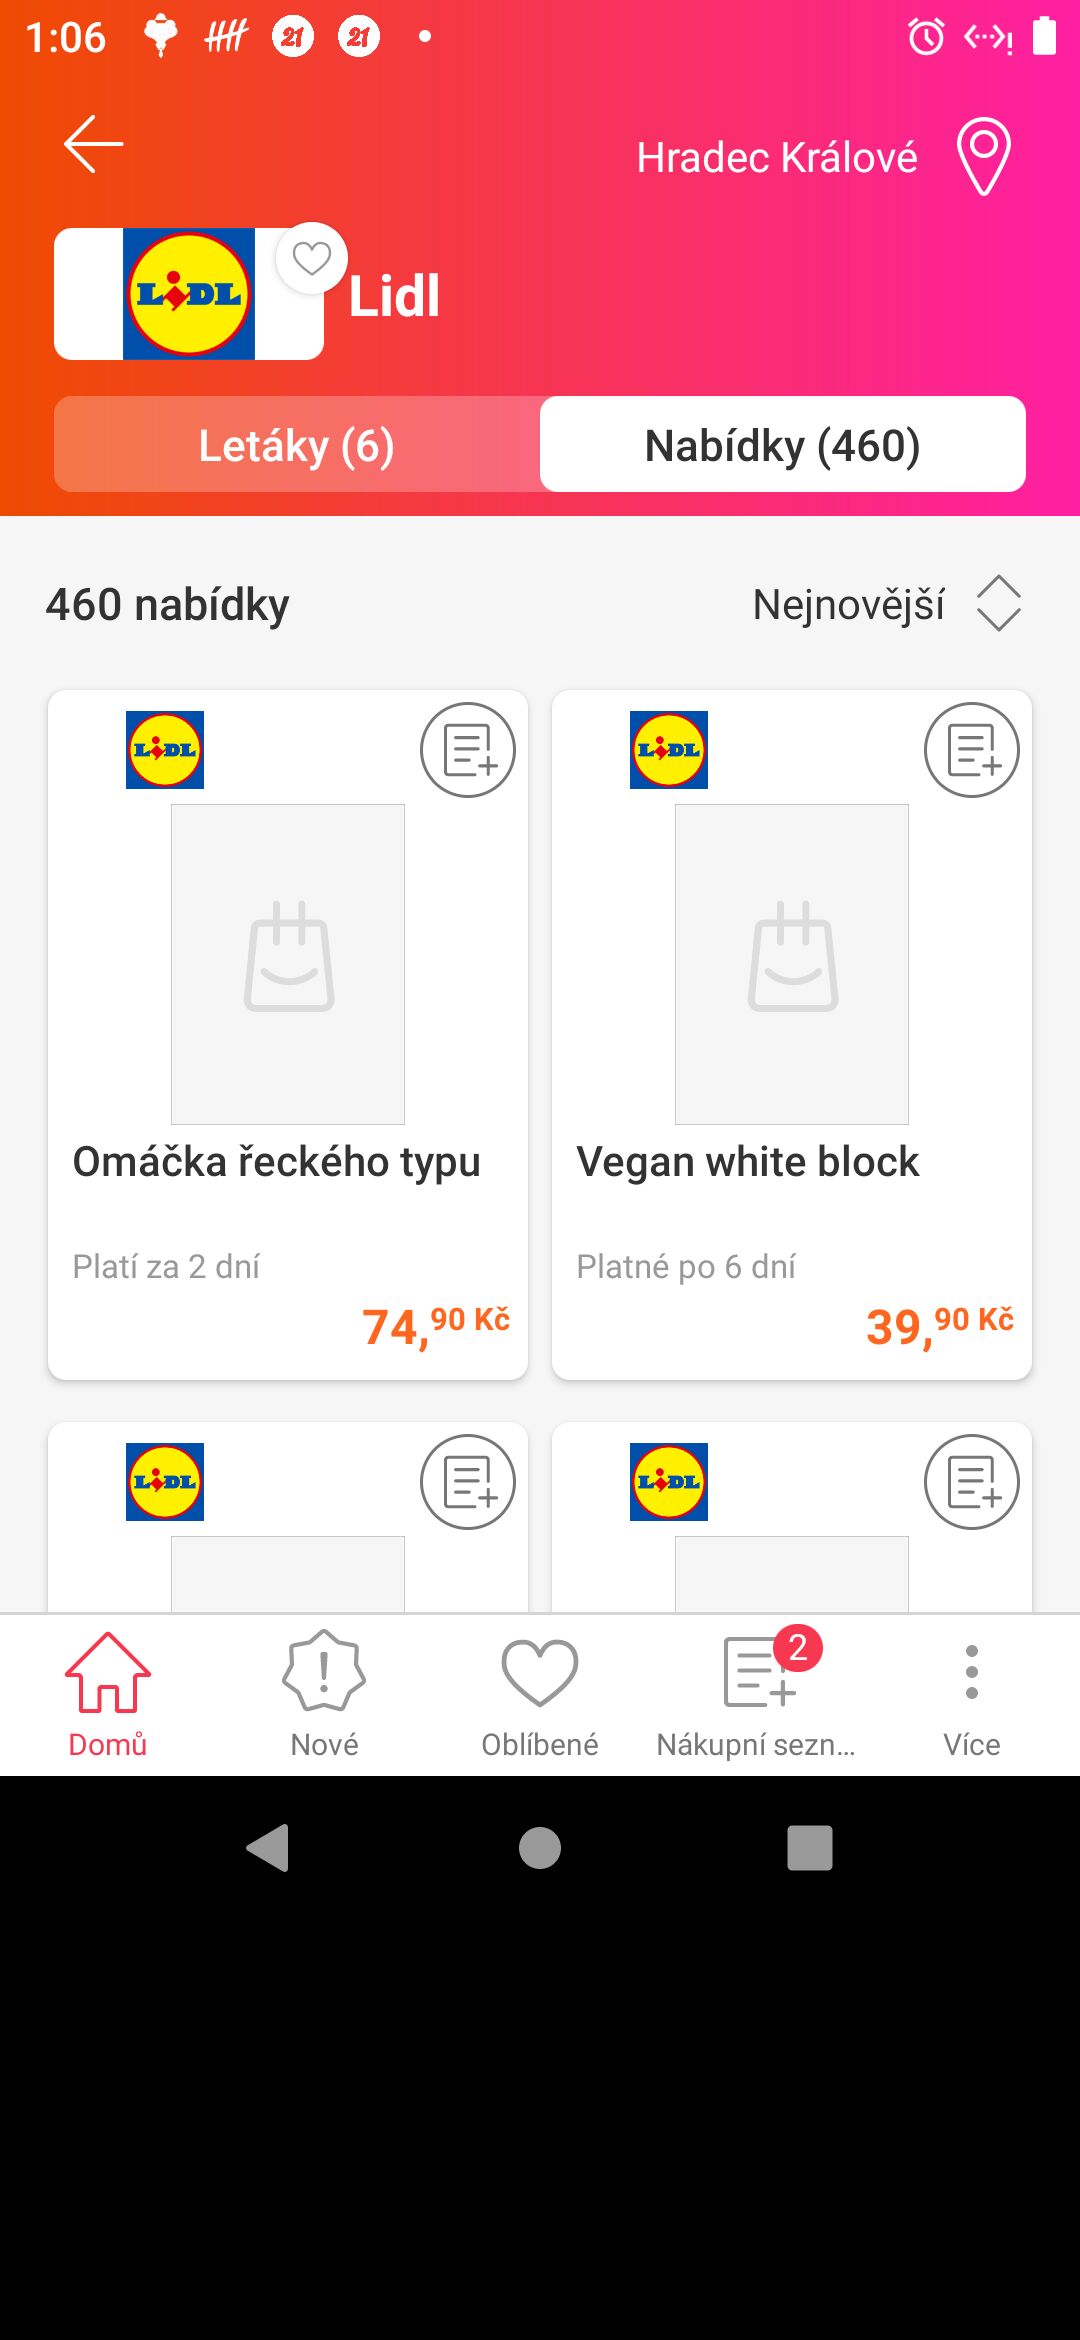 1:06
21
21
Hradec Králové
LIDL
Lidl
Letáky (6)
Nabídky (460)
460 nabídky
Nejnovější
LIDL
LIDL
Omáčka řeckého typu
Vegan white block
Platí za 2 dní
Platné po 6 dní
74,90 Kč
39,90 Kč
LIDL
LIDL
2
Domů
Nové
Oblíbené
Nákupní sezn...
Více